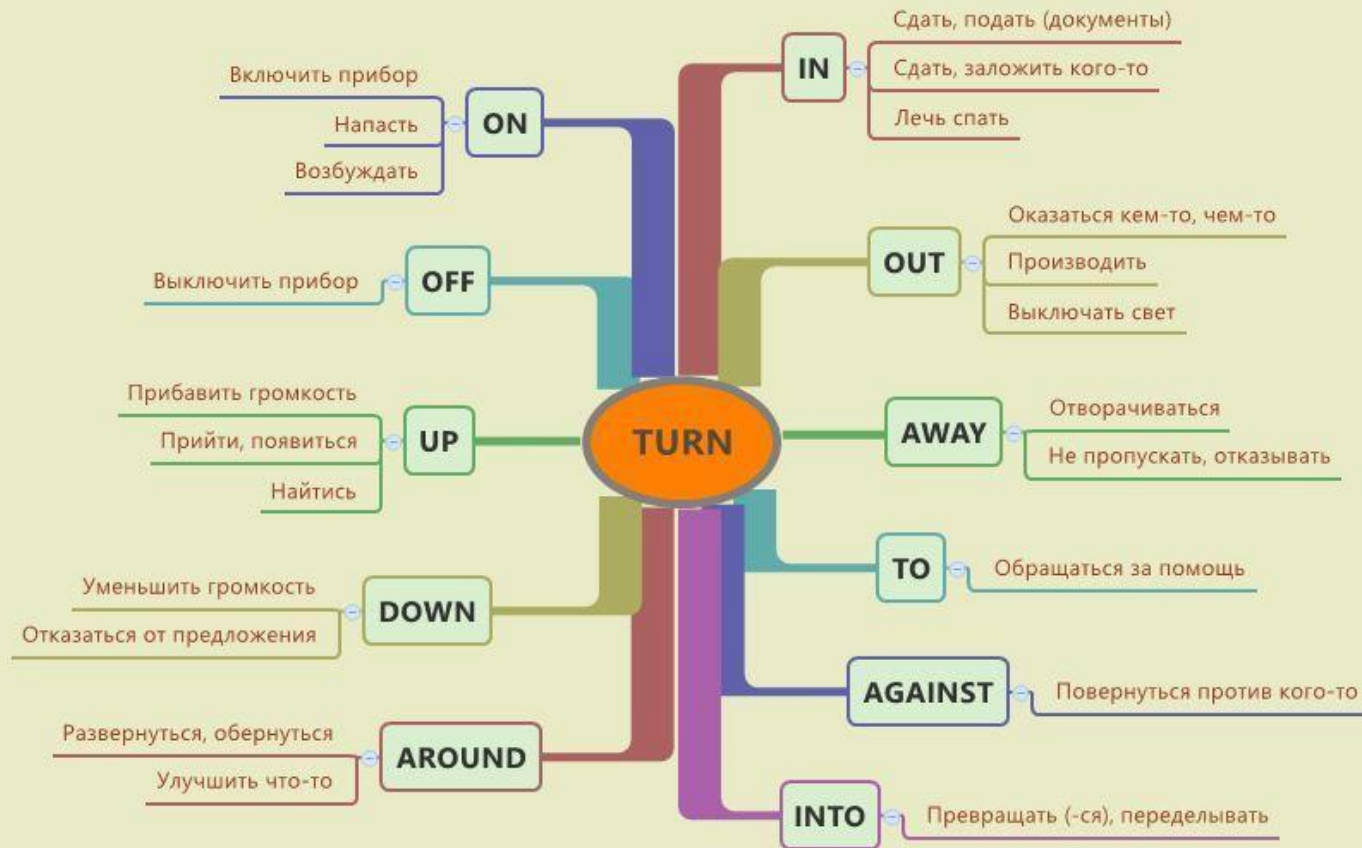 TURN
ON
Включить прибор
Напасть
Возбуждать
OFF
Выключить прибор
UP
Прибавить громкость
Прийти, появиться
Найтись
DOWN
Уменьшить громкость
Отказаться от предложения
AROUND
Развернуться, обернуться
Улучшить что-то
IN
Сдать, подать (документы)
Сдать, заложить кого-то
Лечь спать
OUT
Оказаться кем-то, чем-то
Производить
Выключать свет
AWAY
Отворачиваться
Не пропускать, отказывать
TO
Обращаться за помощь
AGAINST
Повернуться против кого-то
INTO
Превращать (-ся), переделывать